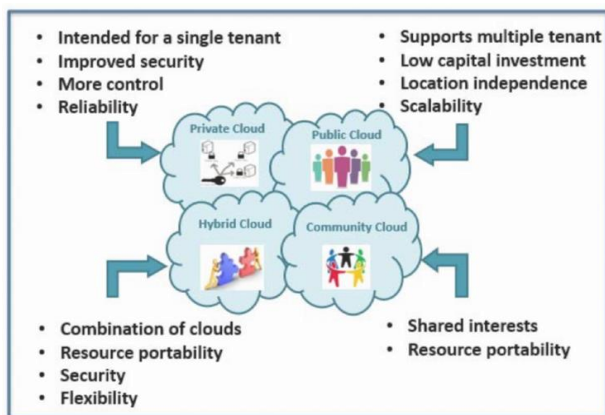 • Intended for a single tenant
• Improved security
• More control
• Reliability
• Supports multiple tenant
• Low capital investment
• Location independence
• Scalability
Private Cloud
Public Cloud
Hybrid Cloud
Community Cloud
• Combination of clouds
• Resource portability
• Security
• Flexibility
• Shared interests
• Resource portability